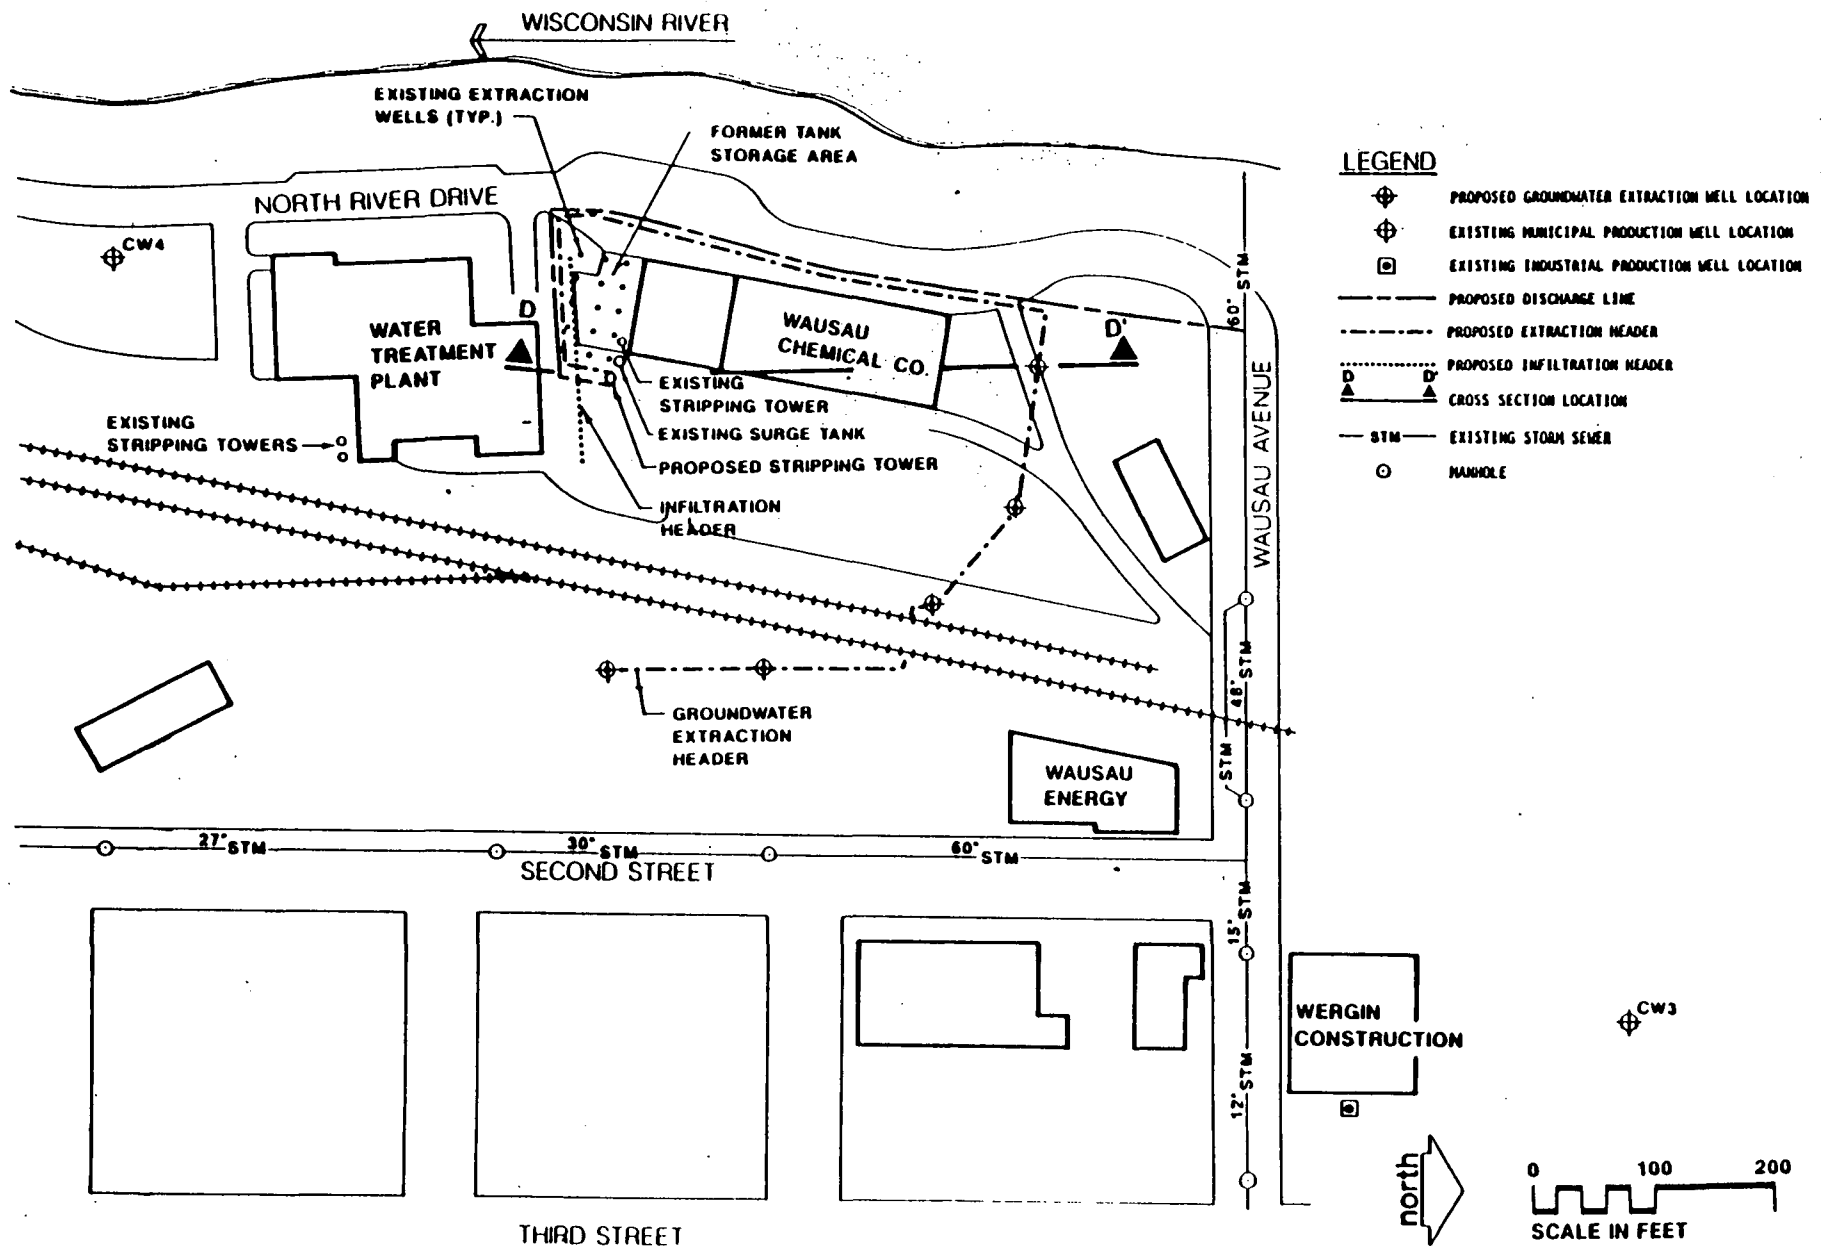 WISCONSIN RIVER
EXISTING EXTRACTION
WELLS (TYP.)
FORMER TANK
STORAGE AREA
NORTH RIVER DRIVE
CW4
D
WATER
TREATMENT
PLANT
WAUSAU
CHEMICAL CO.
D'
60" STM
EXISTING
STRIPPING TOWER
EXISTING SURGE TANK
PROPOSED STRIPPING TOWER
INFILTRATION
HEADER
EXISTING
STRIPPING TOWERS
WAUSAU AVENUE
STM
48" STM
GROUNDWATER
EXTRACTION
HEADER
WAUSAU
ENERGY
27" STM
30" STM
60" STM
SECOND STREET
15" STM
12" STM
WERGIN
CONSTRUCTION
CW3
THIRD STREET
LEGEND
PROPOSED GROUNDWATER EXTRACTION WELL LOCATION
EXISTING MUNICIPAL PRODUCTION WELL LOCATION
EXISTING INDUSTRIAL PRODUCTION WELL LOCATION
PROPOSED DISCHARGE LINE
PROPOSED EXTRACTION HEADER
PROPOSED INFILTRATION HEADER
D D'
CROSS SECTION LOCATION
STM EXISTING STORM SEWER
MANHOLE
north
0 100 200
SCALE IN FEET